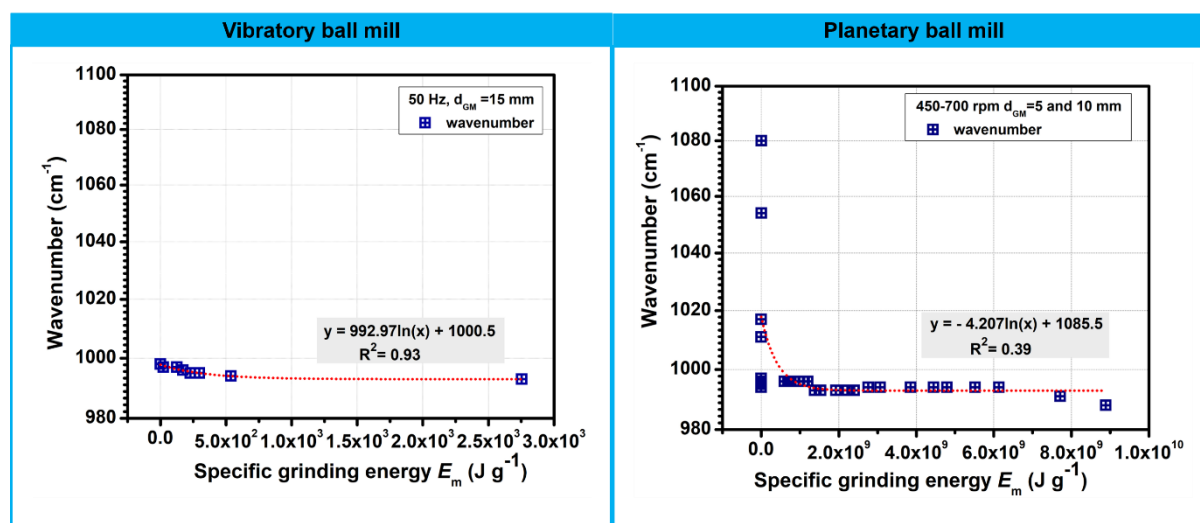 Vibratory ball mill
Wavenumber (cm⁻¹)
1100
1080
1060
1040
1020
1000
980
50 Hz, d_GM =15 mm
wavenumber
y = 992.97ln(x) + 1000.5
R²= 0.93
0.0 5.0x10² 1.0x10³ 1.5x10³ 2.0x10³ 2.5x10³ 3.0x10³
Specific grinding energy E_m (J g⁻¹)
Planetary ball mill
Wavenumber (cm⁻¹)
1100
1080
1060
1040
1020
1000
980
450-700 rpm d_GM=5 and 10 mm
wavenumber
y = - 4.207ln(x) + 1085.5
R²= 0.39
0.0 2.0x10⁹ 4.0x10⁹ 6.0x10⁹ 8.0x10⁹ 1.0x10¹⁰
Specific grinding energy E_m (J g⁻¹)